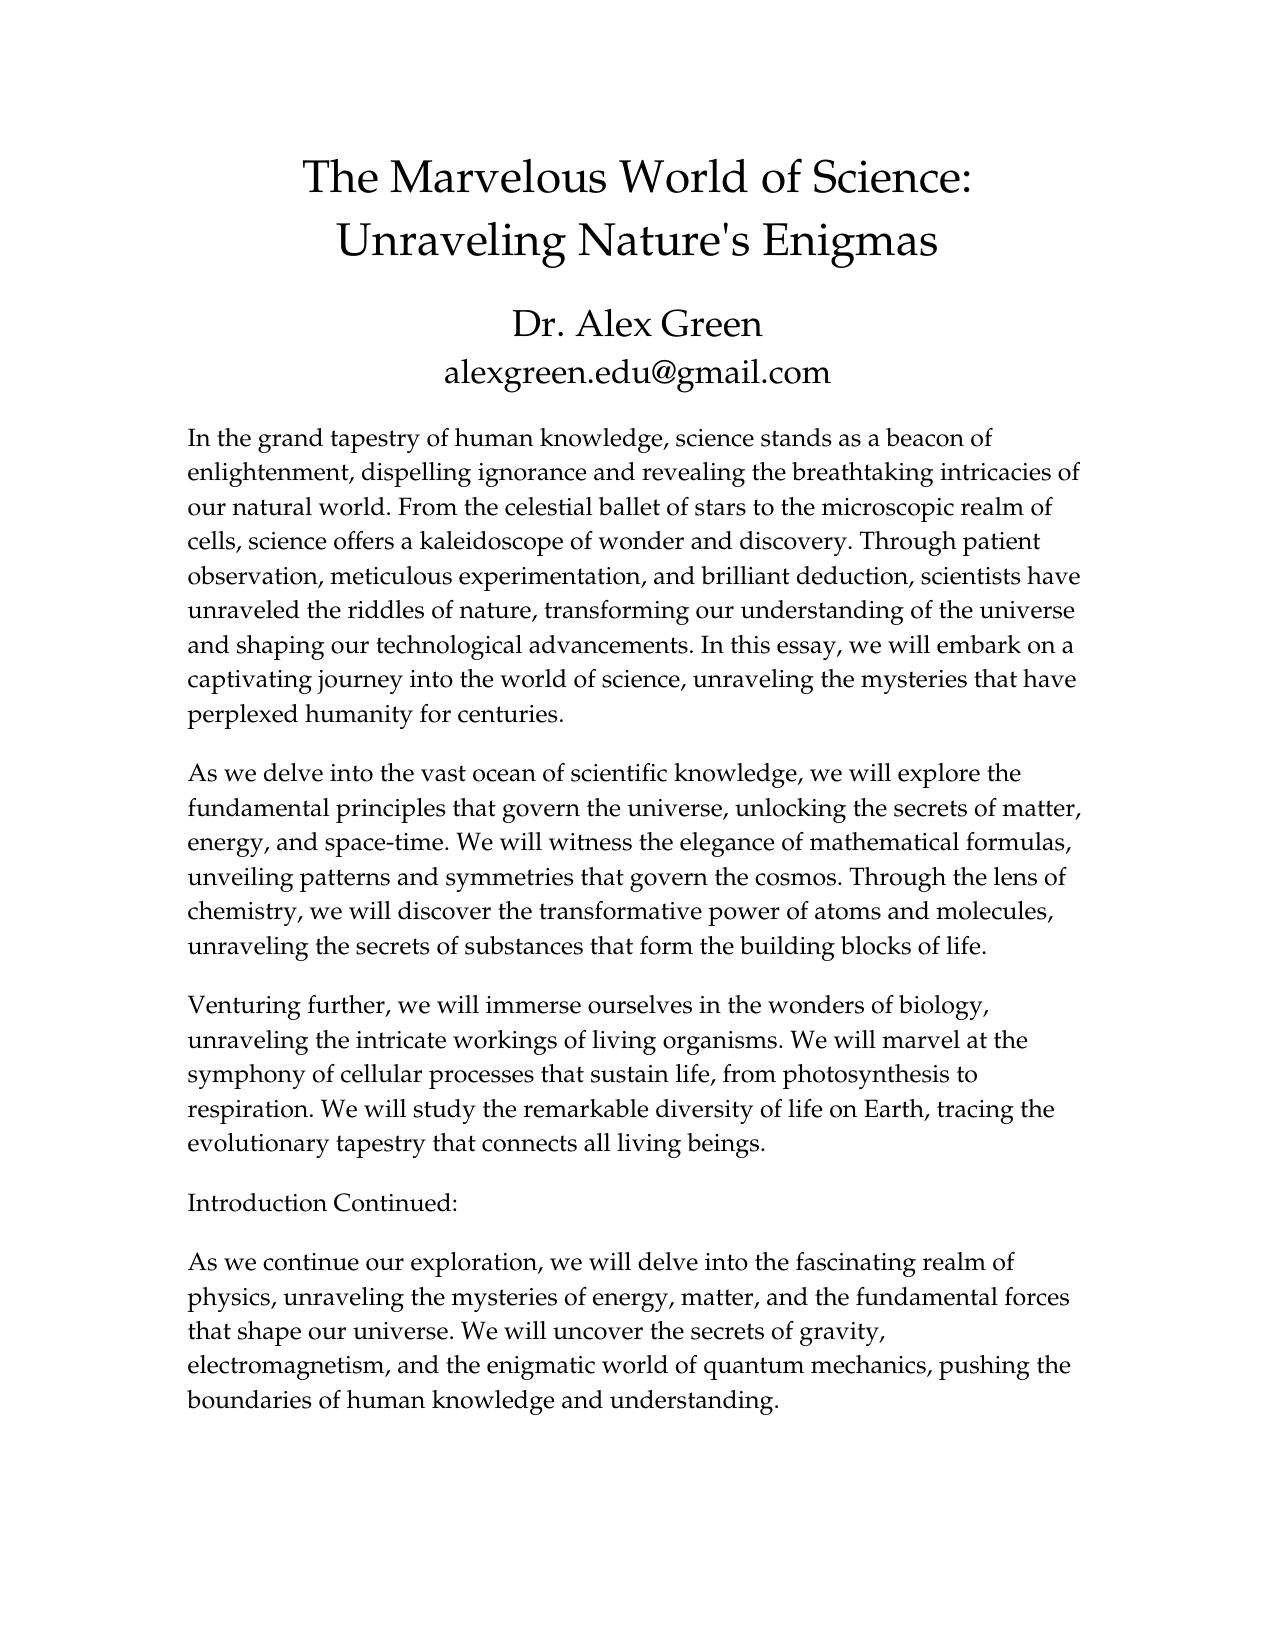 The Marvelous World of Science:
Unraveling Nature's Enigmas
Dr. Alex Green
alexgreen.edu@gmail.com
In the grand tapestry of human knowledge, science stands as a beacon of
enlightenment, dispelling ignorance and revealing the breathtaking intricacies of
our natural world. From the celestial ballet of stars to the microscopic realm of
cells, science offers a kaleidoscope of wonder and discovery. Through patient
observation, meticulous experimentation, and brilliant deduction, scientists have
unraveled the riddles of nature, transforming our understanding of the universe
and shaping our technological advancements. In this essay, we will embark on a
captivating journey into the world of science, unraveling the mysteries that have
perplexed humanity for centuries.
As we delve into the vast ocean of scientific knowledge, we will explore the
fundamental principles that govern the universe, unlocking the secrets of matter,
energy, and space-time. We will witness the elegance of mathematical formulas,
unveiling patterns and symmetries that govern the cosmos. Through the lens of
chemistry, we will discover the transformative power of atoms and molecules,
unraveling the secrets of substances that form the building blocks of life.
Venturing further, we will immerse ourselves in the wonders of biology,
unraveling the intricate workings of living organisms. We will marvel at the
symphony of cellular processes that sustain life, from photosynthesis to
respiration. We will study the remarkable diversity of life on Earth, tracing the
evolutionary tapestry that connects all living beings.
Introduction Continued:
As we continue our exploration, we will delve into the fascinating realm of
physics, unraveling the mysteries of energy, matter, and the fundamental forces
that shape our universe. We will uncover the secrets of gravity,
electromagnetism, and the enigmatic world of quantum mechanics, pushing the
boundaries of human knowledge and understanding.